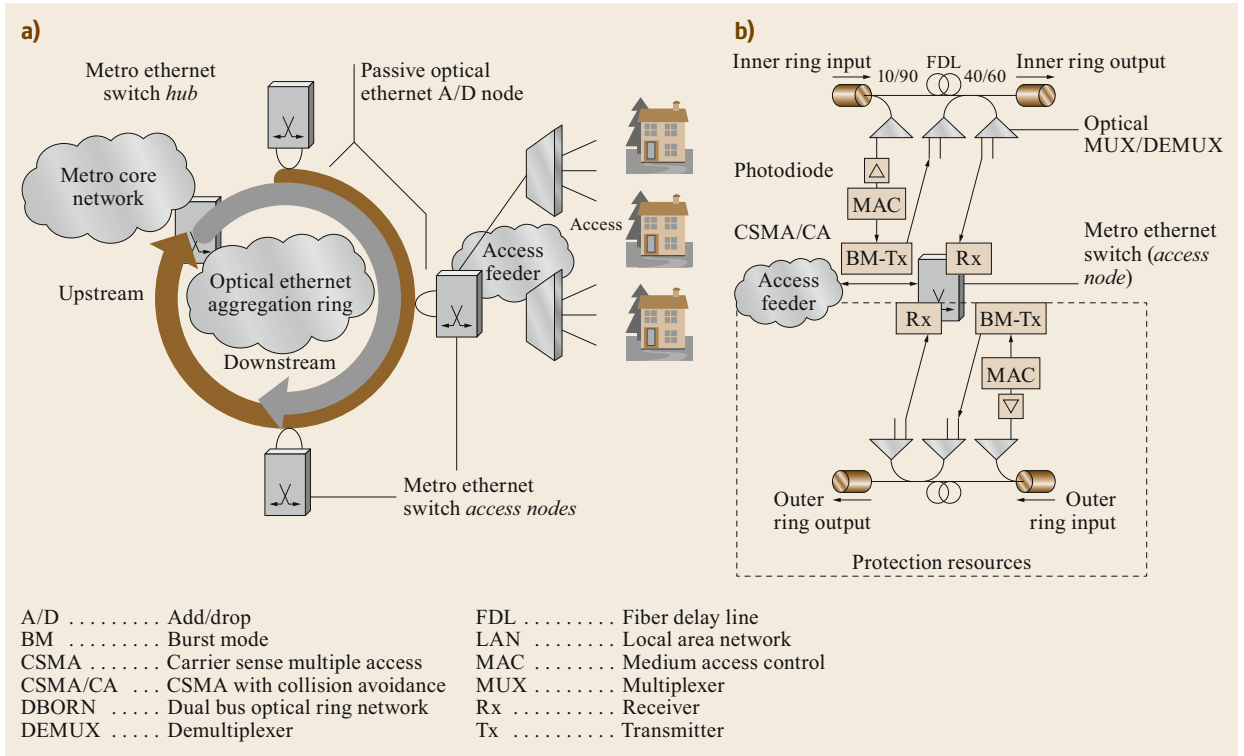 a)
Metro ethernet
switch hub
Passive optical
ethernet A/D node
Metro core
network
Access
Access
feeder
Upstream
Optical ethernet
aggregation ring
Downstream
Metro ethernet
switch access nodes
b)
Inner ring input
10/90
FDL
40/60
Inner ring output
Optical
MUX/DEMUX
Photodiode
MAC
CSMA/CA
BM-Tx
Rx
Metro ethernet
switch (access
node)
Access
feeder
Rx
BM-Tx
MAC
Outer
ring output
Outer
ring input
Protection resources
A/D ......... Add/drop
BM ......... Burst mode
CSMA ....... Carrier sense multiple access
CSMA/CA ... CSMA with collision avoidance
DBORN ..... Dual bus optical ring network
DEMUX ..... Demultiplexer
FDL ......... Fiber delay line
LAN ......... Local area network
MAC ........ Medium access control
MUX ........ Multiplexer
Rx .......... Receiver
Tx .......... Transmitter